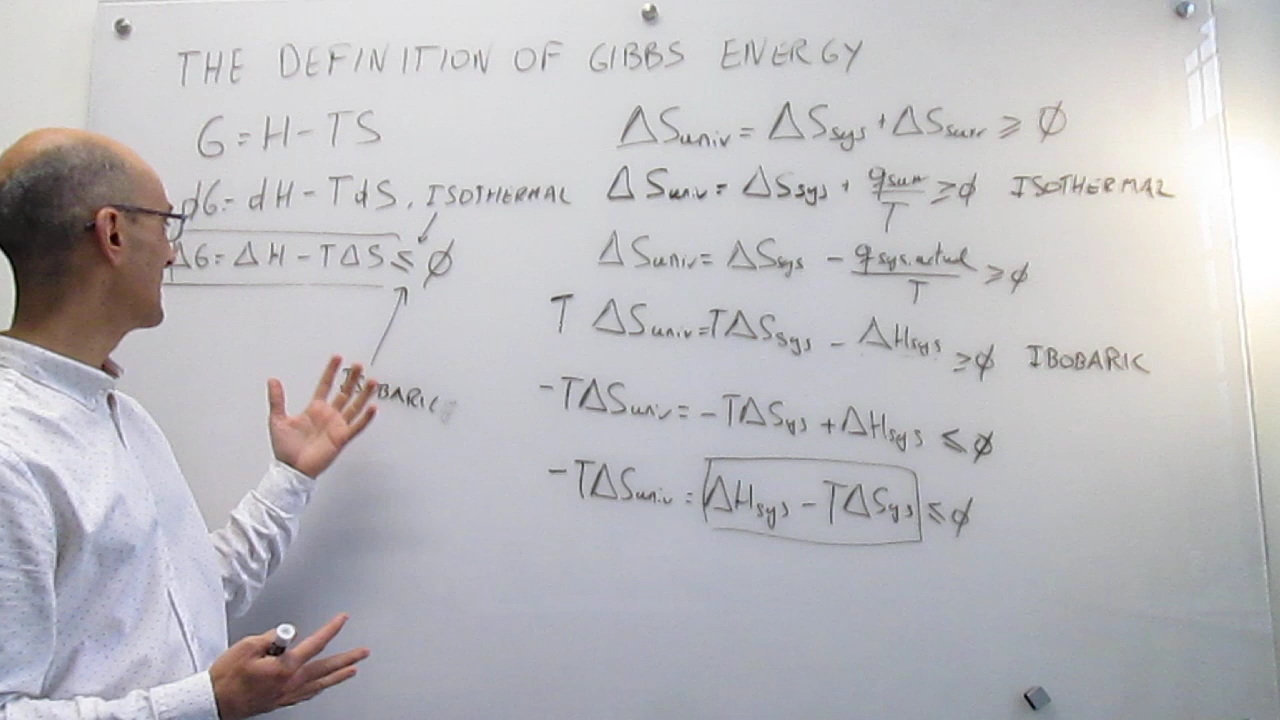 THE DEFINITION OF GIBBS ENERGY
G = H - TS
dG = dH - TdS, ISOTHERMAL
ΔG = ΔH - TΔS ≤ ∅
ISOBARIC
ΔSuniv = ΔSsys + ΔSsurr ≥ ∅
ΔSuniv = ΔSsys + qsurr/T ≥ ∅ ISOTHERMAL
ΔSuniv = ΔSsys - qsys,actual/T ≥ ∅
TΔSuniv = TΔSsys - ΔHsys ≥ ∅ IBOBARIC
-TΔSuniv = -TΔSsys + ΔHsys ≤ ∅
-TΔSuniv = ΔHsys - TΔSsys ≤ ∅